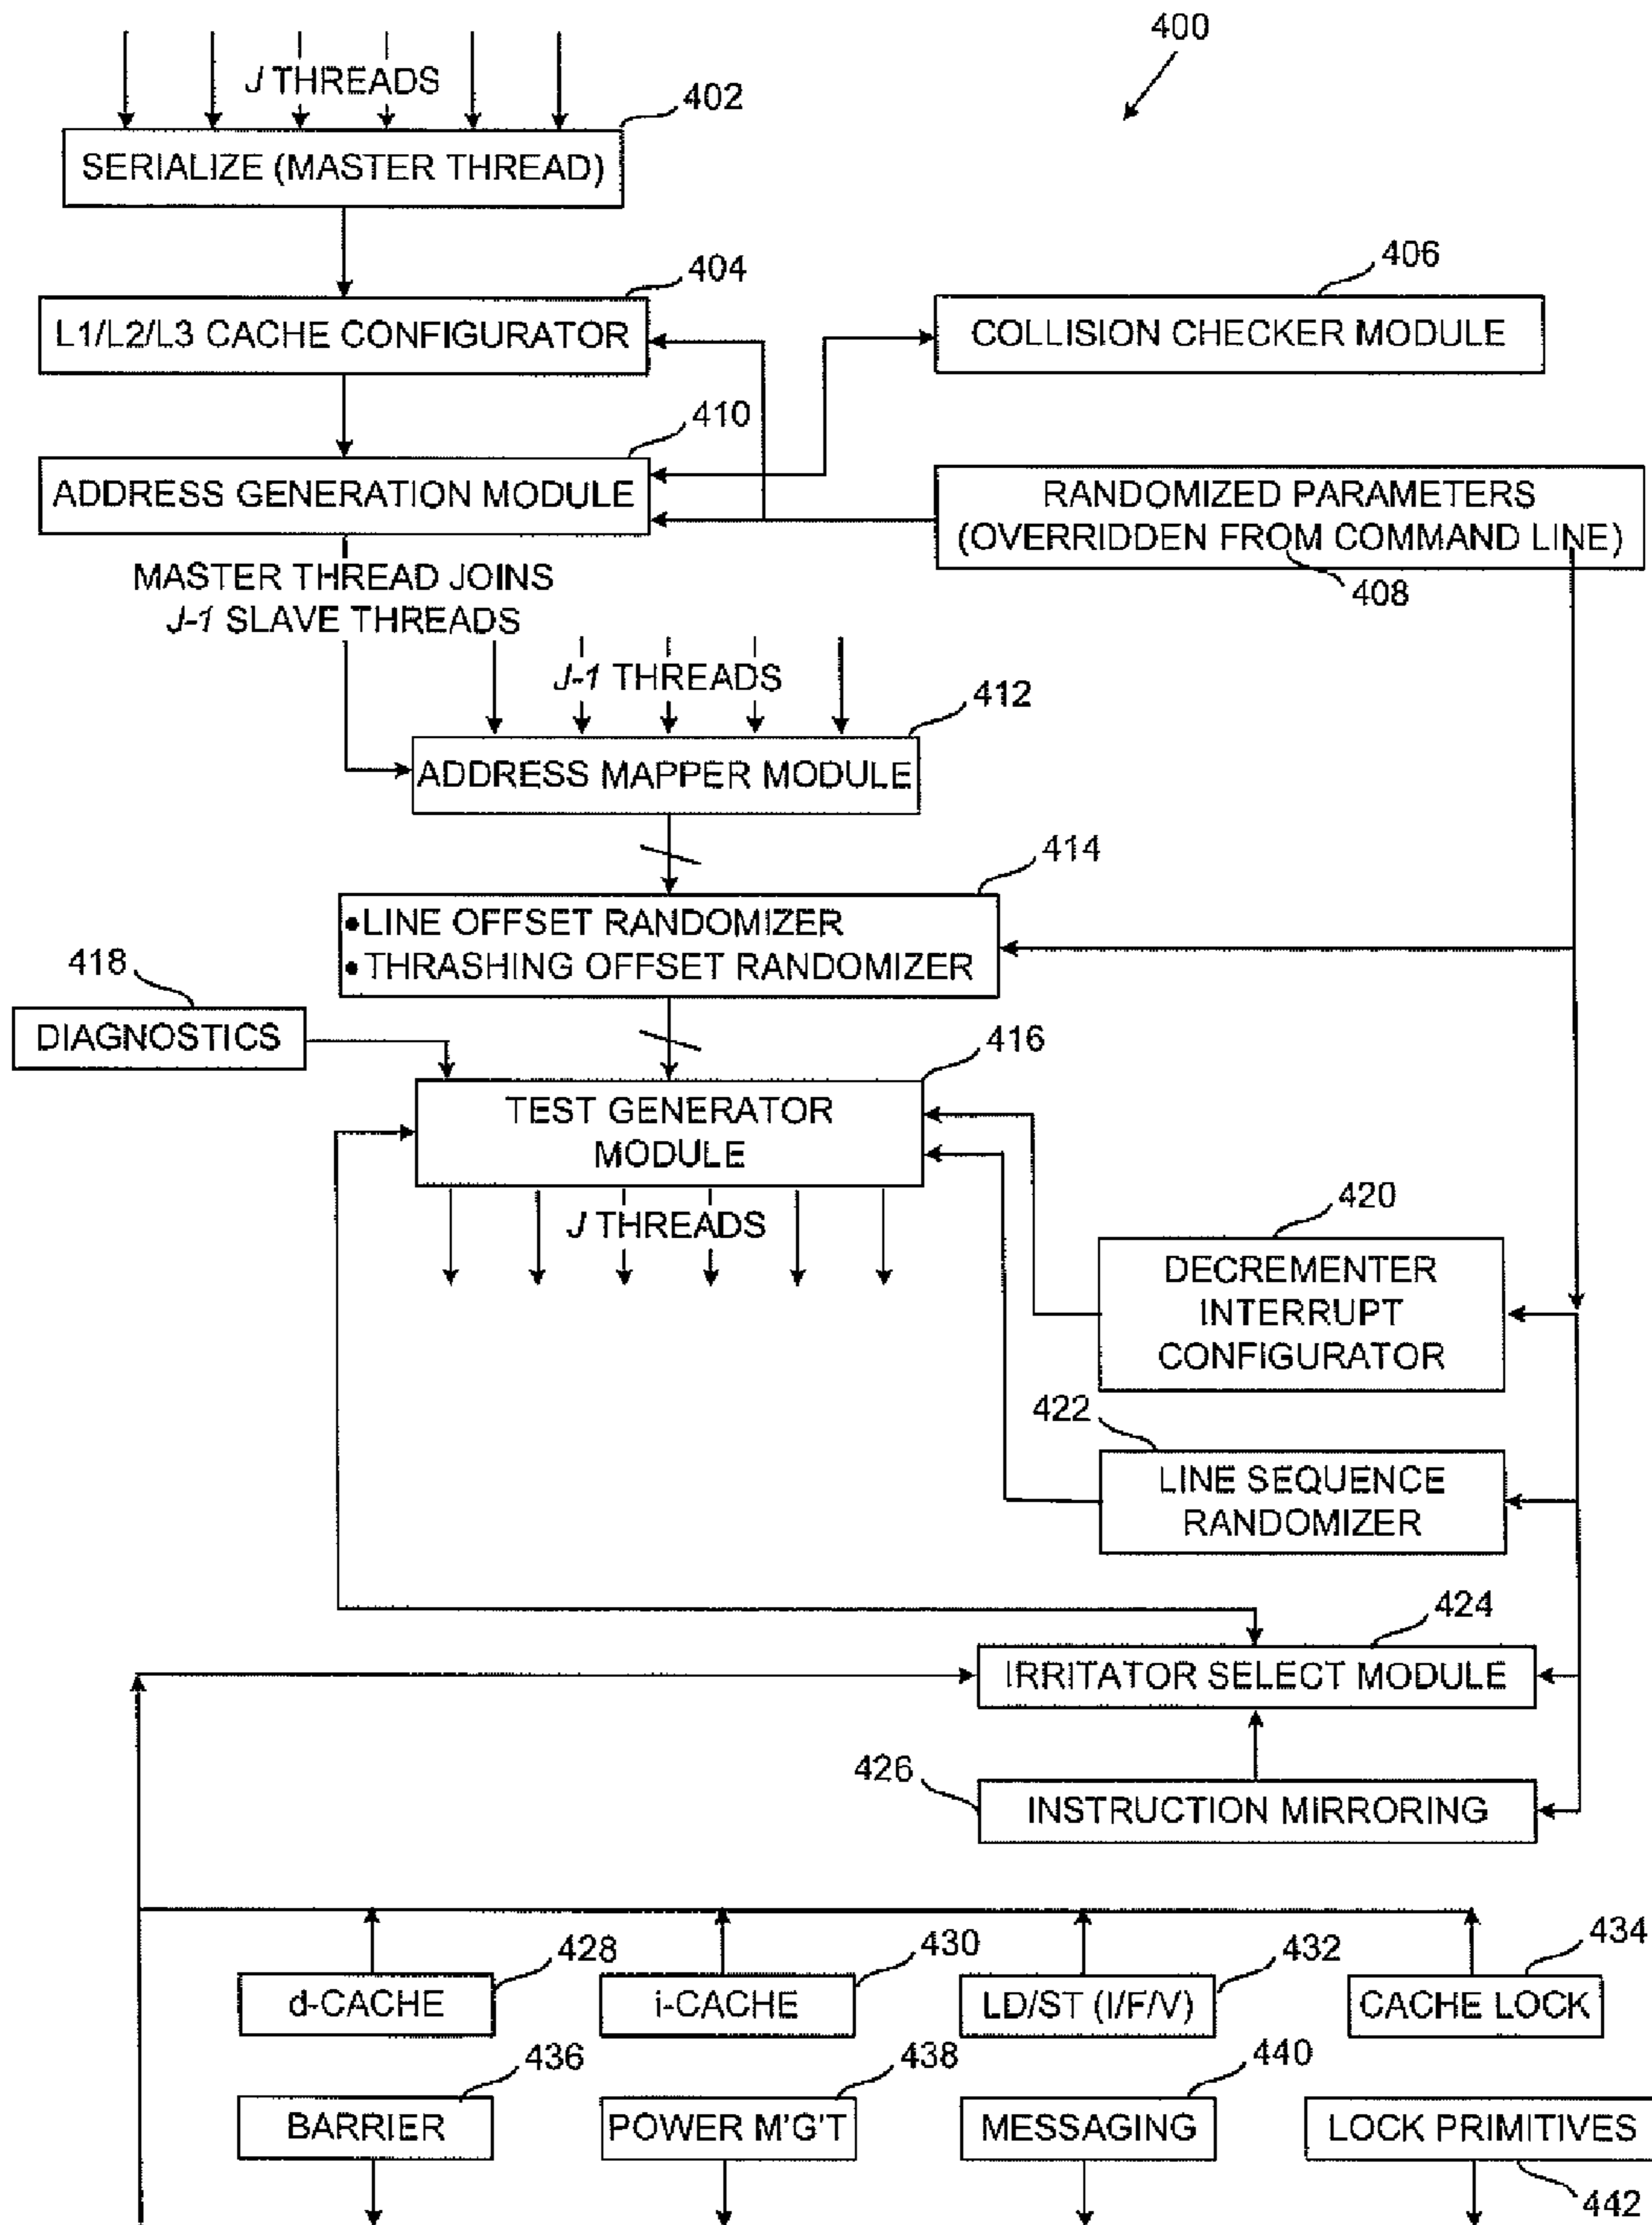 400
J THREADS
402
SERIALIZE (MASTER THREAD)
404
406
L1/L2/L3 CACHE CONFIGURATOR
COLLISION CHECKER MODULE
410
ADDRESS GENERATION MODULE
RANDOMIZED PARAMETERS
(OVERRIDDEN FROM COMMAND LINE)
408
MASTER THREAD JOINS
J-1 SLAVE THREADS
J-1 THREADS
412
ADDRESS MAPPER MODULE
414
•LINE OFFSET RANDOMIZER
•THRASHING OFFSET RANDOMIZER
418
DIAGNOSTICS
416
TEST GENERATOR
MODULE
J THREADS
420
DECREMENTER
INTERRUPT
CONFIGURATOR
422
LINE SEQUENCE
RANDOMIZER
424
IRRITATOR SELECT MODULE
426
INSTRUCTION MIRRORING
428
430
432
434
d-CACHE
i-CACHE
LD/ST (I/F/V)
CACHE LOCK
436
438
440
BARRIER
POWER M'G'T
MESSAGING
LOCK PRIMITIVES
442